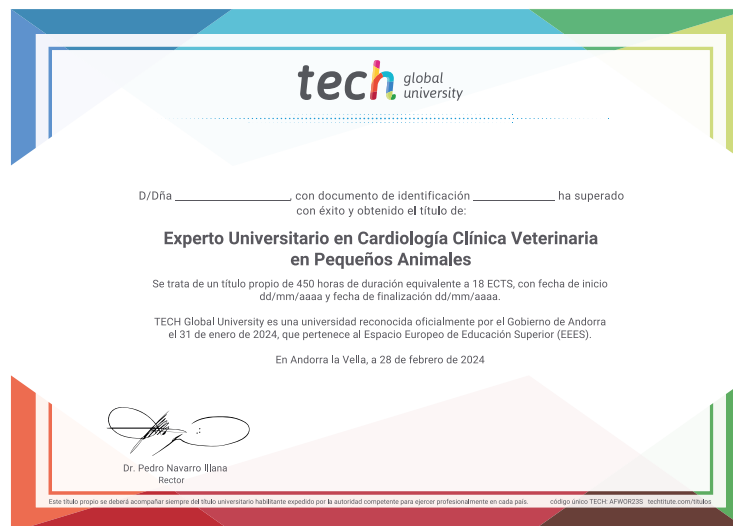 tech global university
D/Dña ____________________, con documento de identificación ______________ ha superado
con éxito y obtenido el título de:
Experto Universitario en Cardiología Clínica Veterinaria
en Pequeños Animales
Se trata de un título propio de 450 horas de duración equivalente a 18 ECTS, con fecha de inicio
dd/mm/aaaa y fecha de finalización dd/mm/aaaa.
TECH Global University es una universidad reconocida oficialmente por el Gobierno de Andorra
el 31 de enero de 2024, que pertenece al Espacio Europeo de Educación Superior (EEES).
En Andorra la Vella, a 28 de febrero de 2024
Dr. Pedro Navarro Illana
Rector
Este título propio se deberá acompañar siempre del título universitario habilitante expedido por la autoridad competente para ejercer profesionalmente en cada país. código único TECH: AFWOR23S techtitute.com/titulos